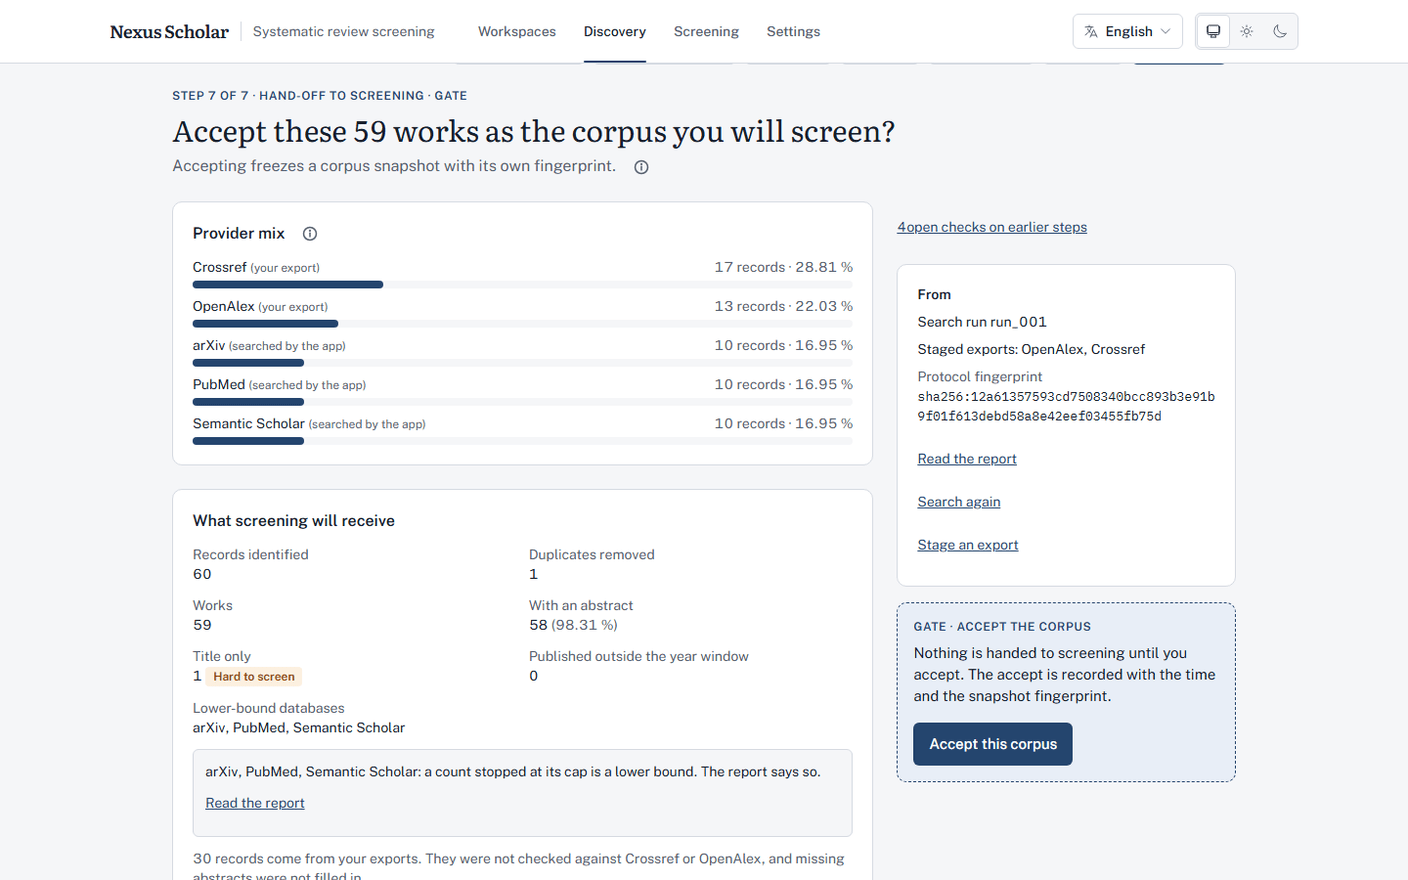 Nexus Scholar
Systematic review screening
Workspaces
Discovery
Screening
Settings
English
STEP 7 OF 7 · HAND-OFF TO SCREENING · GATE
Accept these 59 works as the corpus you will screen?
Accepting freezes a corpus snapshot with its own fingerprint.
Provider mix
Crossref (your export) 17 records · 28.81 %
OpenAlex (your export) 13 records · 22.03 %
arXiv (searched by the app) 10 records · 16.95 %
PubMed (searched by the app) 10 records · 16.95 %
Semantic Scholar (searched by the app) 10 records · 16.95 %
What screening will receive
Records identified
60
Duplicates removed
1
Works
59
With an abstract
58 (98.31 %)
Title only
1 Hard to screen
Published outside the year window
0
Lower-bound databases
arXiv, PubMed, Semantic Scholar
arXiv, PubMed, Semantic Scholar: a count stopped at its cap is a lower bound. The report says so.
Read the report
30 records come from your exports. They were not checked against Crossref or OpenAlex, and missing
abstracts were not filled in.
4open checks on earlier steps
From
Search run run_001
Staged exports: OpenAlex, Crossref
Protocol fingerprint
sha256:12a61357593cd7508340bcc893b3e91b
9f01f613debd58a8e42eef03455fb75d
Read the report
Search again
Stage an export
GATE · ACCEPT THE CORPUS
Nothing is handed to screening until you
accept. The accept is recorded with the time
and the snapshot fingerprint.
Accept this corpus